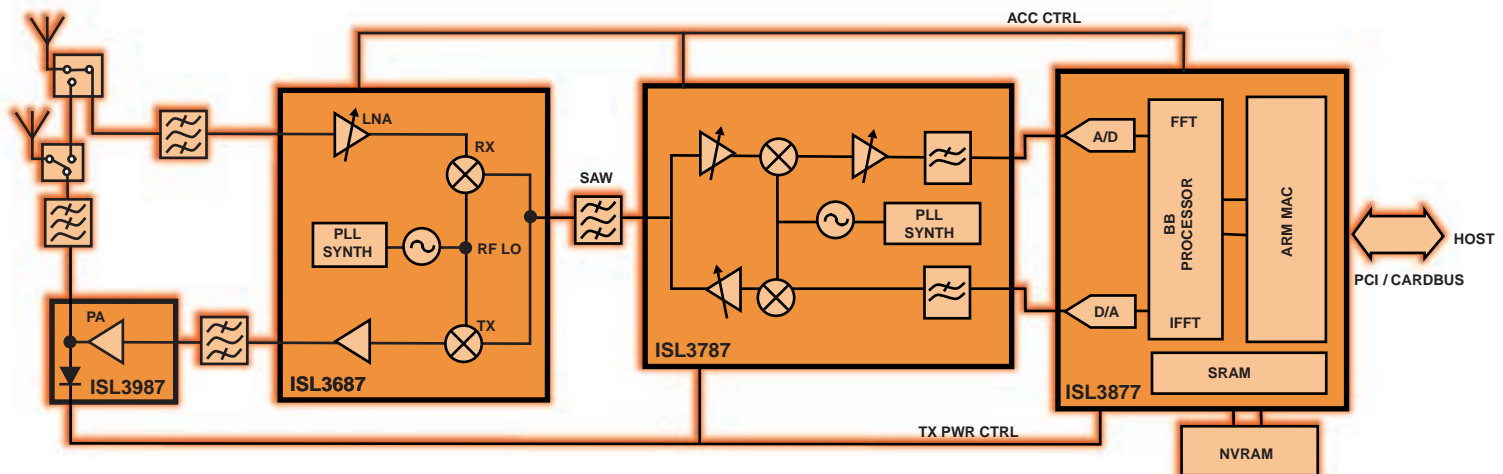 ACC CTRL
LNA
RX
PLL
SYNTH
RF LO
TX
ISL3687
PA
ISL3987
SAW
PLL
SYNTH
ISL3787
A/D
D/A
FFT
BB
PROCESSOR
IFFT
ARM MAC
SRAM
ISL3877
HOST
PCI / CARDBUS
TX PWR CTRL
NVRAM